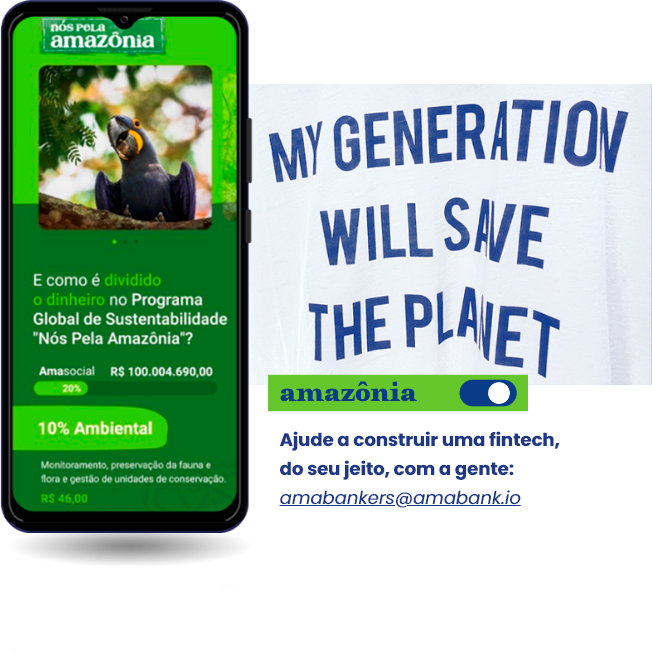 nós pela
amazônia
E como é dividido
o dinheiro no Programa
Global de Sustentabilidade
"Nós Pela Amazônia"?
Amasocial R$ 100.004.690,00
20%
10% Ambiental
Monitoramento, preservação da fauna e
flora e gestão de unidades de conservação.
R$ 46,00
MY GENERATION
WILL SAVE
THE PLANET
amazônia
Ajude a construir uma fintech,
do seu jeito, com a gente:
amabankers@amabank.io